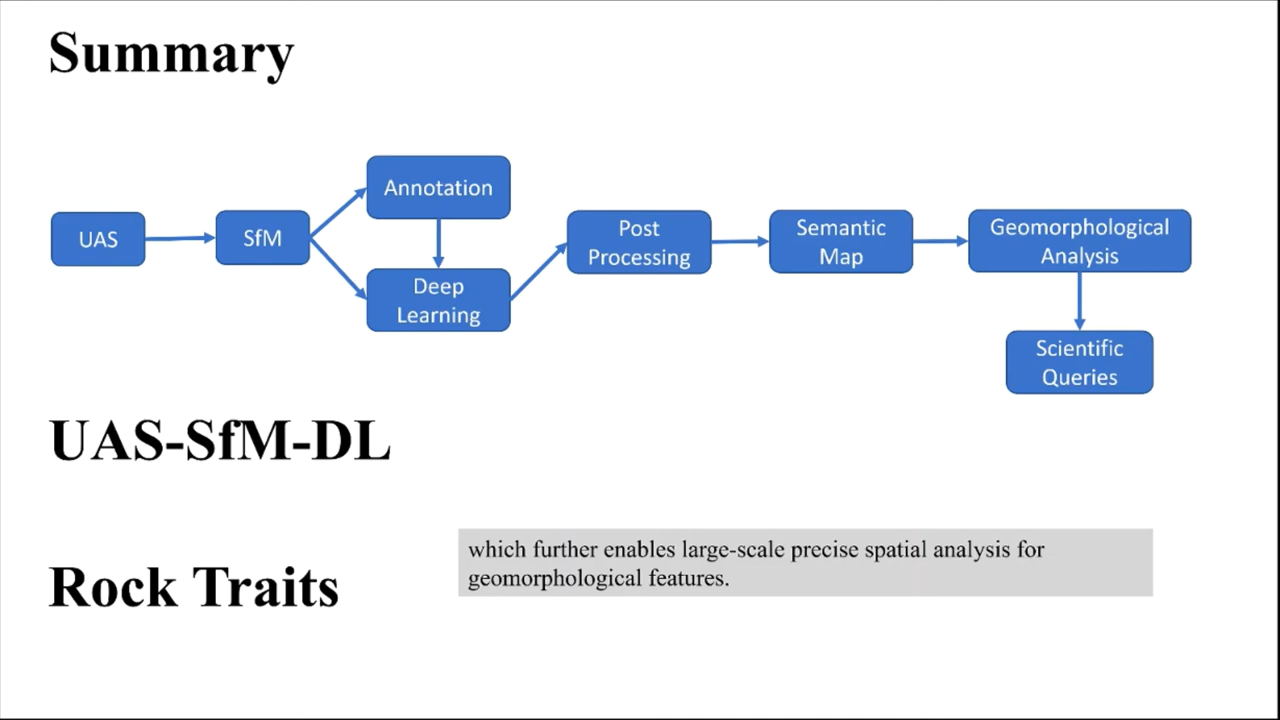 Summary
UAS
SfM
Annotation
Deep
Learning
Post
Processing
Semantic
Map
Geomorphological
Analysis
Scientific
Queries
UAS-SfM-DL
Rock Traits
which further enables large-scale precise spatial analysis for
geomorphological features.